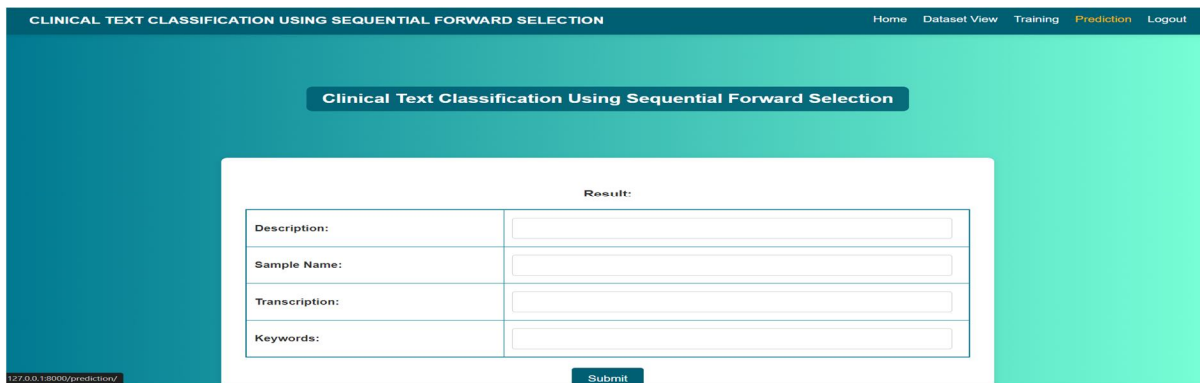 CLINICAL TEXT CLASSIFICATION USING SEQUENTIAL FORWARD SELECTION Home Dataset View Training Prediction Logout
Clinical Text Classification Using Sequential Forward Selection
Result:
Description:
Sample Name:
Transcription:
Keywords:
Submit
127.0.0.1:8000/prediction/